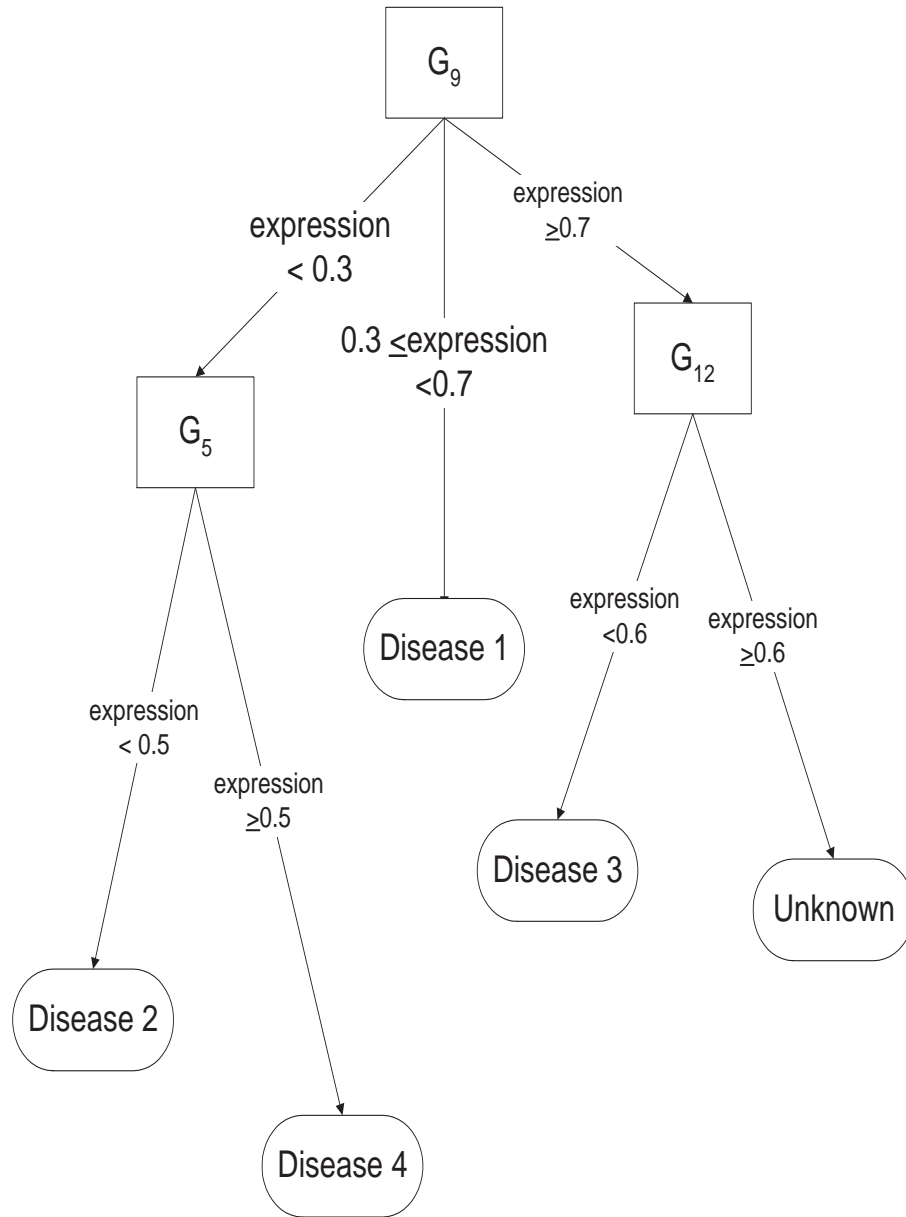 G₉
expression
< 0.3
0.3 ≤expression
<0.7
expression
≥0.7
G₅
G₁₂
expression
< 0.5
expression
≥0.5
Disease 1
expression
<0.6
expression
≥0.6
Disease 2
Disease 4
Disease 3
Unknown